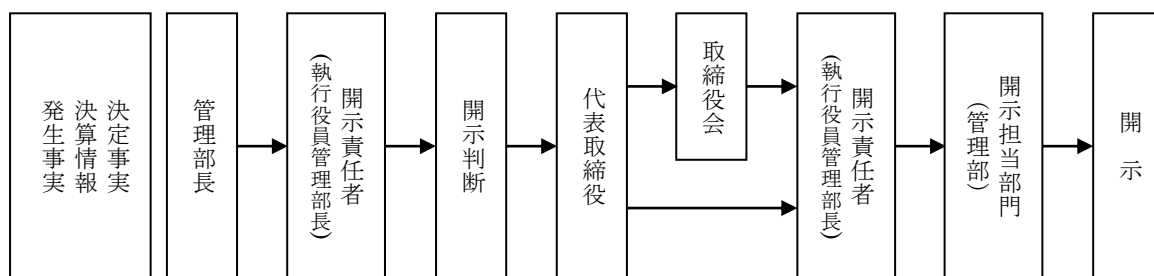 決定事実
決算情報
発生事実
管理部長
開示責任者
(執行役員管理部長)
開示判断
代表取締役
取締役会
開示責任者
(執行役員管理部長)
開示担当部門
(管理部)
開示